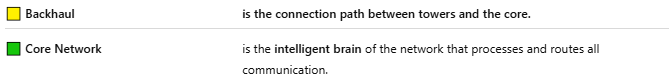 Backhaul is the connection path between towers and the core.
Core Network is the intelligent brain of the network that processes and routes all
communication.